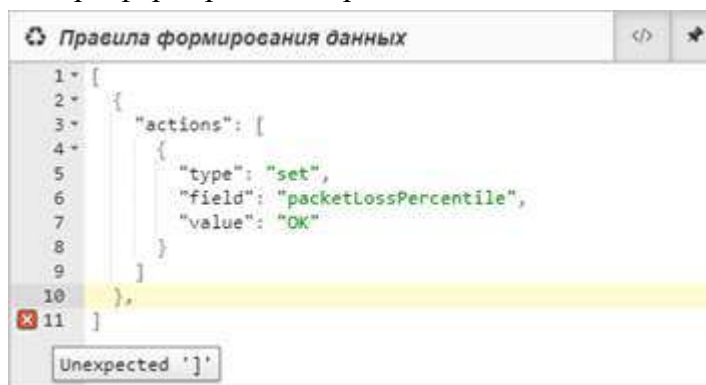 Правила формирования данных </>
1 [
2 {
3 "actions": [
4 {
5 "type": "set",
6 "field": "packetLossPercentile",
7 "value": "OK"
8 }
9 ]
10 },
11 ]
Unexpected ']'